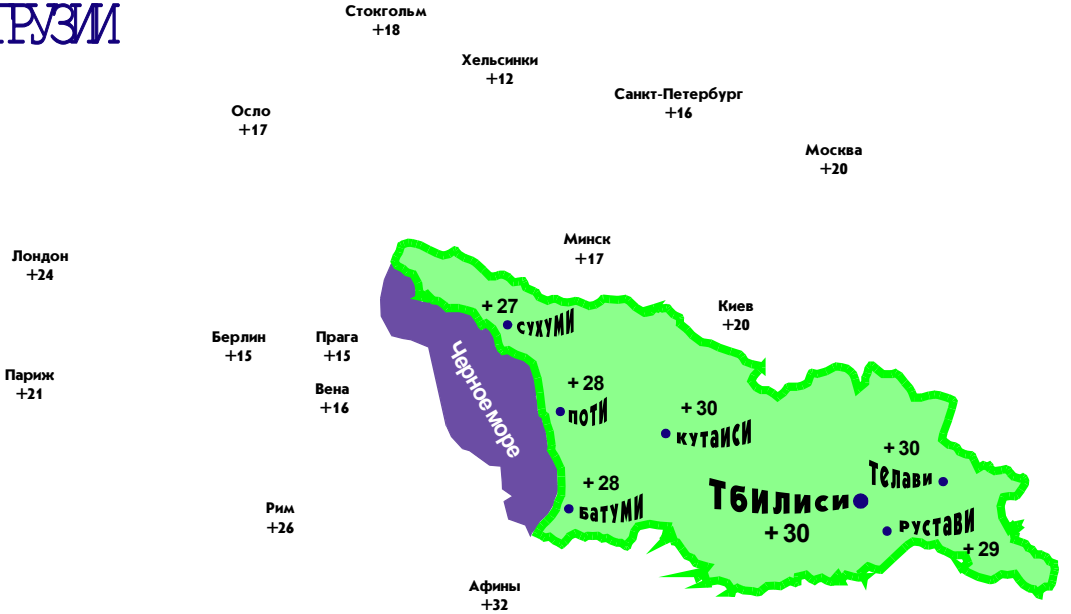 ГРУЗИИ
Стокгольм
+18
Хельсинки
+12
Санкт-Петербург
+16
Осло
+17
Москва
+20
Минск
+17
Лондон
+24
Киев
+20
Берлин
+15
Прага
+15
Париж
+21
Вена
+16
Рим
+26
Афины
+32
Черное море
+27
СУХУМИ
+28
ПОТИ
+30
КУТАИСИ
+28
БАТУМИ
+30
Телави
Тбилиси
+30
РУСТАВИ
+29